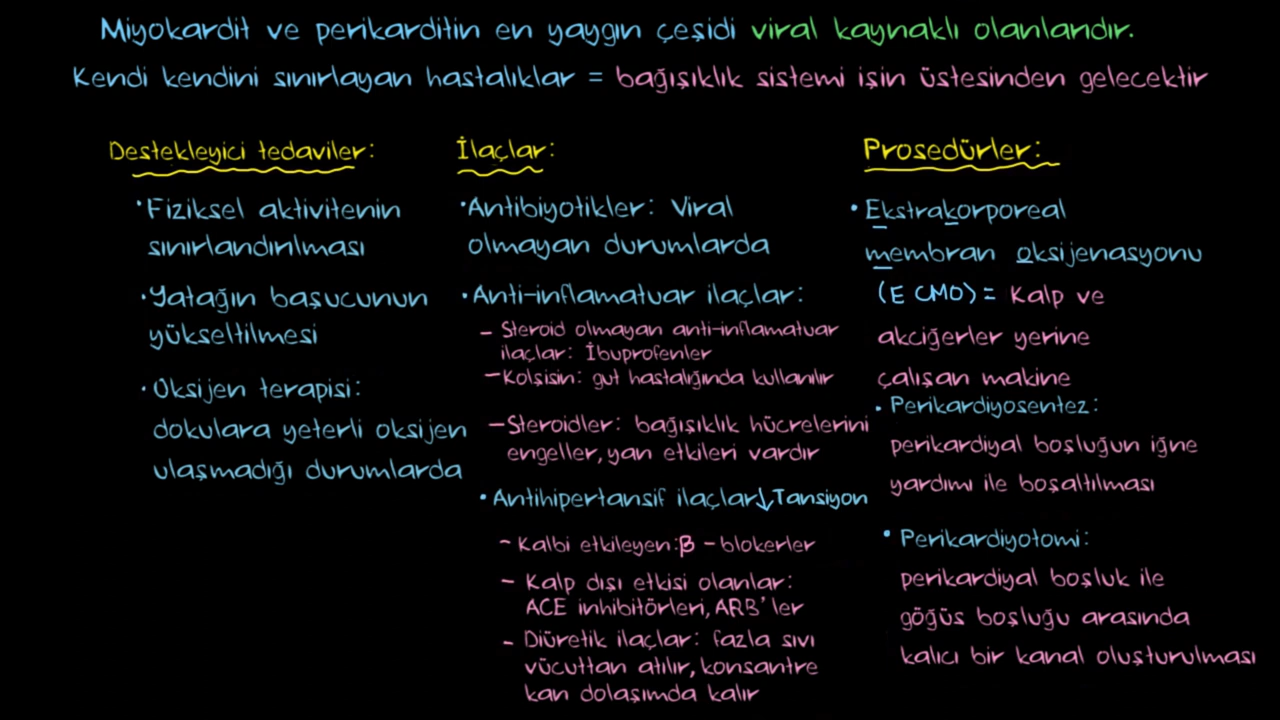 Miyokardit ve perikarditin en yaygın çeşidi viral kaynaklı olanlarıdır.
Kendi kendini sınırlayan hastalıklar = bağışıklık sistemi işin üstesinden gelecektir
Destekleyici tedaviler:
•Fiziksel aktivitenin
sınırlandırılması
•Yatağın başucunun
yükseltilmesi
•Oksijen terapisi:
dokulara yeterli oksijen
ulaşmadığı durumlarda
İlaçlar:
•Antibiyotikler: Viral
olmayan durumlarda
•Anti-inflamatuar ilaçlar:
- Steroid olmayan anti-inflamatuar
ilaçlar: İbuprofenler
-Kolşisin: gut hastalığında kullanılır
-Steroidler: bağışıklık hücrelerini
engeller, yan etkileri vardır
•Antihipertansif ilaçlar↓Tansiyon
- Kalbi etkileyen:β - blokerler
- Kalp dışı etkisi olanlar:
ACE inhibitörleri, ARB'ler
- Diüretik ilaçlar: fazla sıvı
vücuttan atılır, konsantre
kan dolaşımda kalır
Prosedürler:
•Ekstrakorporeal
membran oksijenasyonu
(E CMO) = Kalp ve
akciğerler yerine
çalışan makine
•Perikardiyosentez:
perikardiyal boşluğun iğne
yardımı ile boşaltılması
•Perikardiyotomi:
perikardiyal boşluk ile
göğüs boşluğu arasında
kalıcı bir kanal oluşturulması